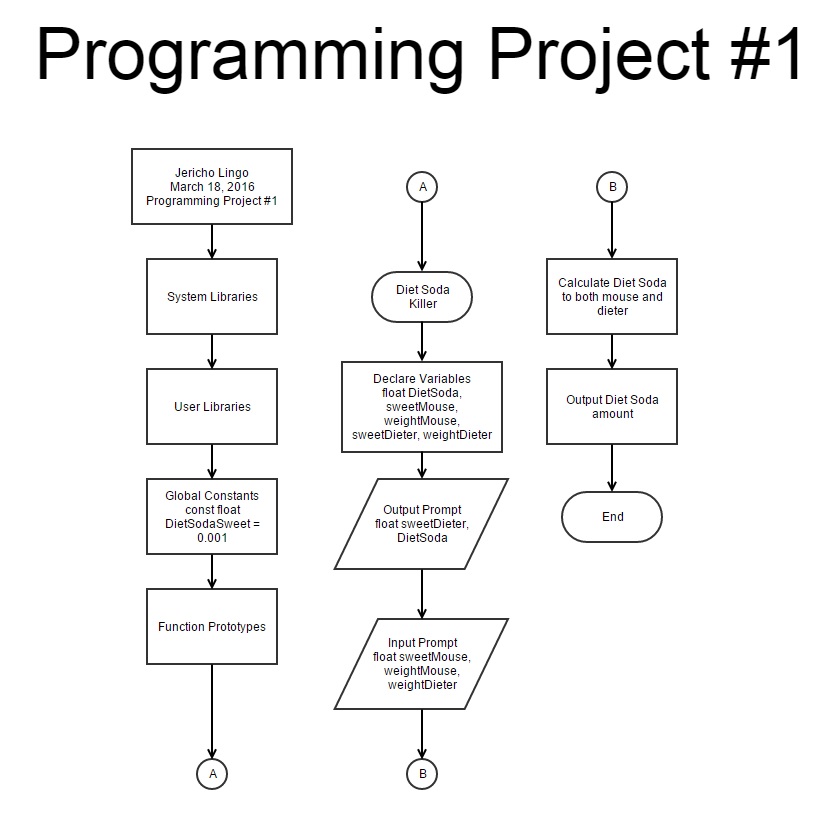 Programming Project #1
Jericho Lingo
March 18, 2016
Programming Project #1
System Libraries
User Libraries
Global Constants
const float
DietSodaSweet =
0.001
Function Prototypes
A
A
Diet Soda
Killer
Declare Variables
float DietSoda,
sweetMouse,
weightMouse,
sweetDieter, weightDieter
Output Prompt
float sweetDieter,
DietSoda
Input Prompt
float sweetMouse,
weightMouse,
weightDieter
B
B
Calculate Diet Soda
to both mouse and
dieter
Output Diet Soda
amount
End